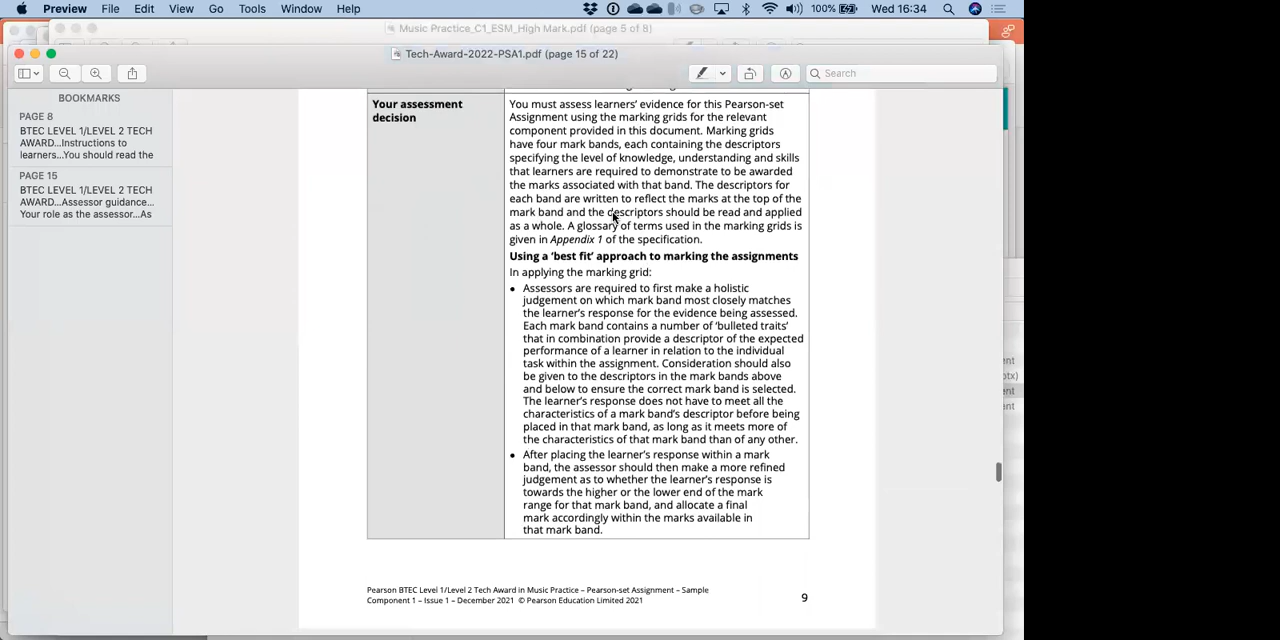 Preview File Edit View Go Tools Window Help 100% Wed 16:34
Music Practice_C1_ESM_High Mark.pdf (page 5 of 8)
Tech-Award-2022-PSA1.pdf (page 15 of 22)
Search
BOOKMARKS
PAGE 8
BTEC LEVEL 1/LEVEL 2 TECH
AWARD...Instructions to
learners...You should read the
PAGE 15
BTEC LEVEL 1/LEVEL 2 TECH
AWARD...Assessor guidance...
Your role as the assessor...As
Your assessment
decision
You must assess learners’ evidence for this Pearson-set
Assignment using the marking grids for the relevant
component provided in this document. Marking grids
have four mark bands, each containing the descriptors
specifying the level of knowledge, understanding and skills
that learners are required to demonstrate to be awarded
the marks associated with that band. The descriptors for
each band are written to reflect the marks at the top of the
mark band and the descriptors should be read and applied
as a whole. A glossary of terms used in the marking grids is
given in Appendix 1 of the specification.
Using a ‘best fit’ approach to marking the assignments
In applying the marking grid:
• Assessors are required to first make a holistic
judgement on which mark band most closely matches
the learner’s response for the evidence being assessed.
Each mark band contains a number of ‘bulleted traits’
that in combination provide a descriptor of the expected
performance of a learner in relation to the individual
task within the assignment. Consideration should also
be given to the descriptors in the mark bands above
and below to ensure the correct mark band is selected.
The learner’s response does not have to meet all the
characteristics of a mark band’s descriptor before being
placed in that mark band, as long as it meets more of
the characteristics of that mark band than of any other.
• After placing the learner’s response within a mark
band, the assessor should then make a more refined
judgement as to whether the learner’s response is
towards the higher or the lower end of the mark
range for that mark band, and allocate a final
mark accordingly within the marks available in
that mark band.
Pearson BTEC Level 1/Level 2 Tech Award in Music Practice – Pearson-set Assignment – Sample
Component 1 – Issue 1 – December 2021 © Pearson Education Limited 2021
9
ent
otx)
ent
ent